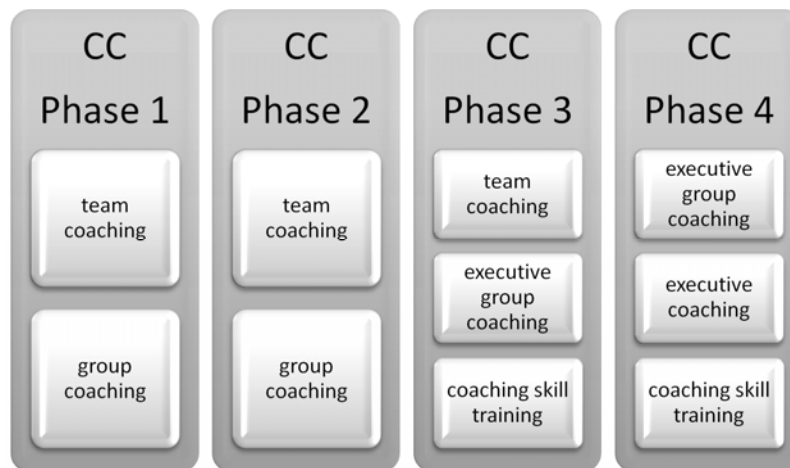 CC
Phase 1
team
coaching
group
coaching
CC
Phase 2
team
coaching
group
coaching
CC
Phase 3
team
coaching
executive
group
coaching
coaching skill
training
CC
Phase 4
executive
group
coaching
executive
coaching
coaching skill
training